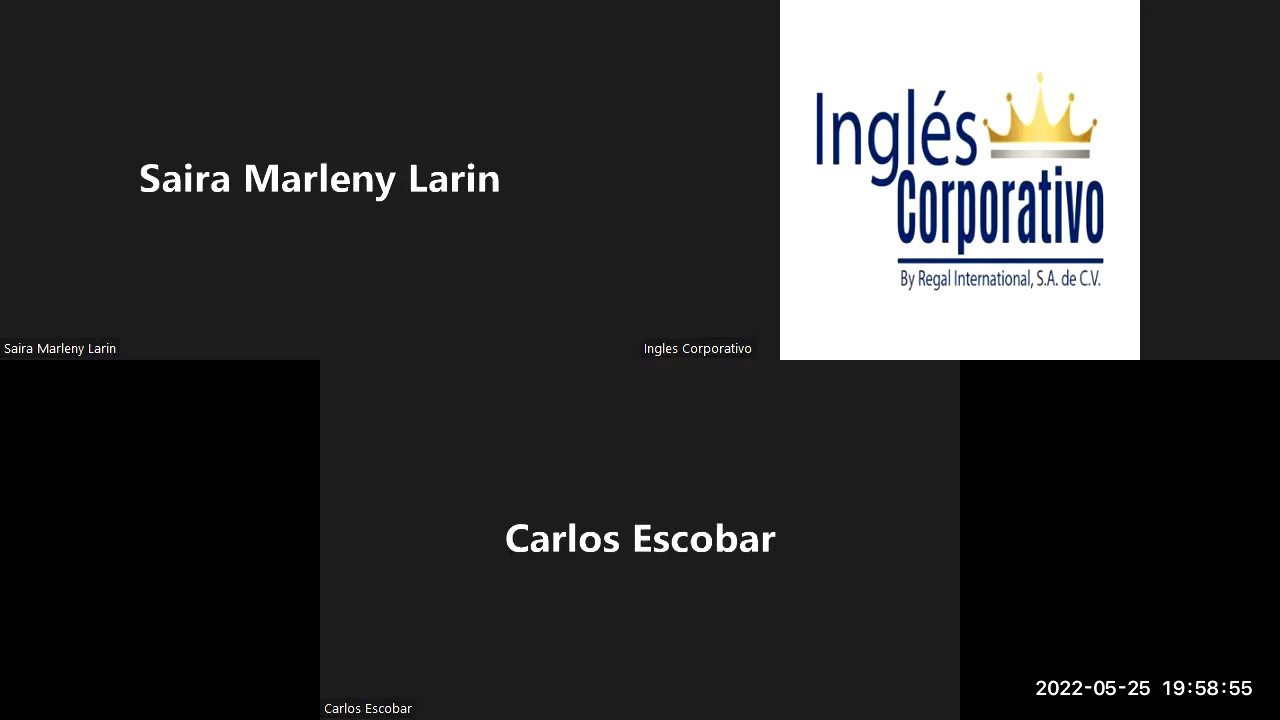 Saira Marleny Larin
Saira Marleny Larin
Inglés
Corporativo
By Regal International, S.A. de C.V.
Ingles Corporativo
Carlos Escobar
Carlos Escobar
2022-05-25 19:58:55